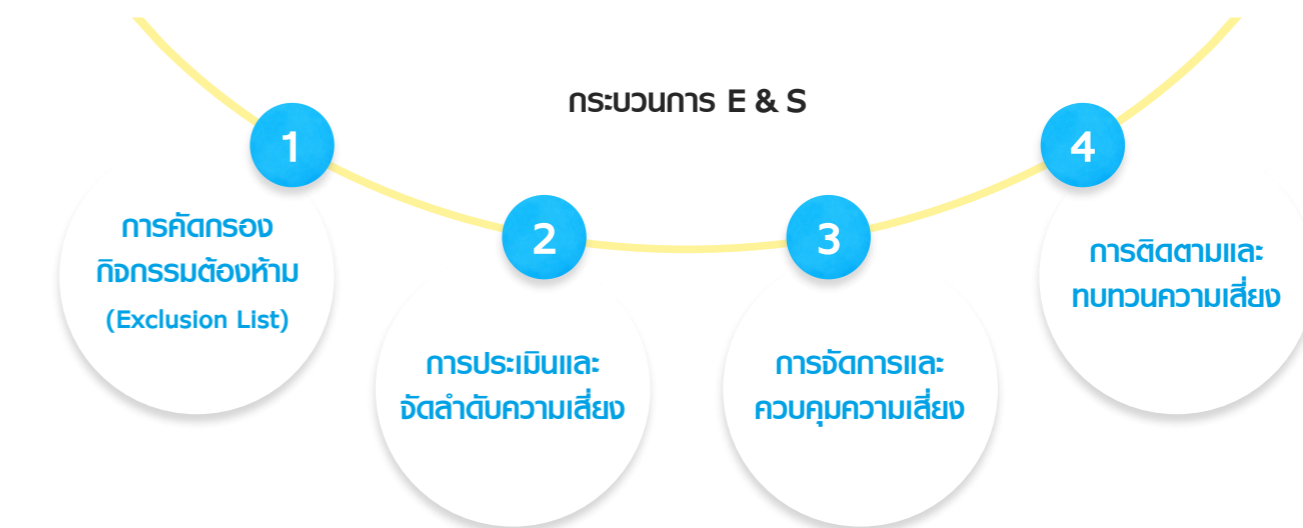 กระบวนการ E & S
1
การคัดกรอง
กิจกรรมต้องห้าม
(Exclusion List)
2
การประเมินและ
จัดลำดับความเสี่ยง
3
การจัดการและ
ควบคุมความเสี่ยง
4
การติดตามและ
ทบทวนความเสี่ยง